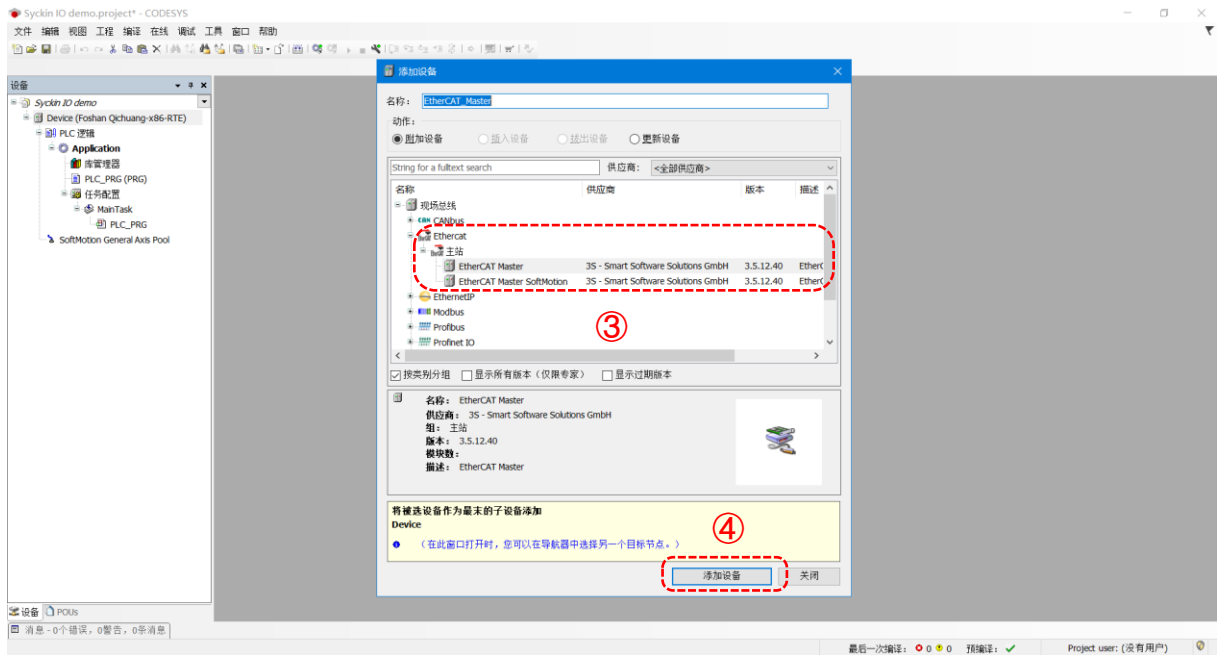 Syckin IO demo.project* - CODESYS
文件 编辑 视图 工程 编译 在线 调试 工具 窗口 帮助
设备
Syckin IO demo
Device (Foshan Qichuang-x86-RTE)
PLC 逻辑
Application
库管理器
PLC_PRG (PRG)
任务配置
MainTask
PLC_PRG
SoftMotion General Axis Pool
添加设备
名称: EtherCAT_Master
动作:
附加设备 插入设备 拔出设备 更新设备
String for a fulltext search 供应商: <全部供应商>
名称 供应商 版本 描述
现场总线
CAN CANbus
Ethercat
主站
EtherCAT Master 3S - Smart Software Solutions GmbH 3.5.12.40 EtherC
EtherCAT Master SoftMotion 3S - Smart Software Solutions GmbH 3.5.12.40 EtherC
EthernetIP
Modbus
Profibus
Profinet IO
③
按类别分组 显示所有版本（仅限专家） 显示过期版本
名称: EtherCAT Master
供应商: 3S - Smart Software Solutions GmbH
组: 主站
版本: 3.5.12.40
模块数:
描述: EtherCAT Master
将被选设备作为最末的子设备添加
Device
（在此窗口打开时，您可以在导航器中选择另一个目标节点。）
④
添加设备 关闭
设备 POUs
消息 - 0个错误，0警告，0条消息
最后一次编译: 0 0 预编译: Project user: (没有用户)